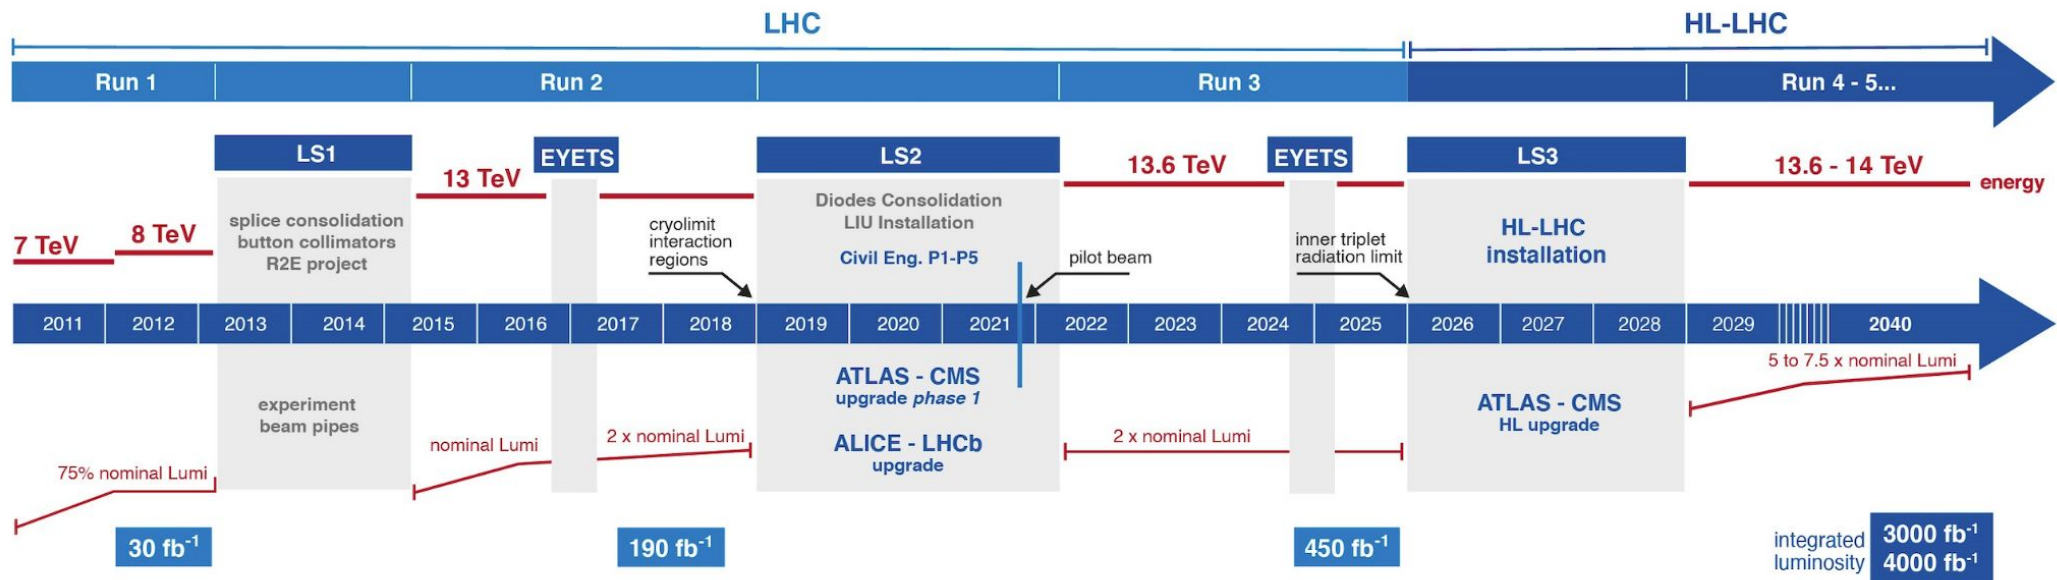 LHC
HL-LHC
Run 1
Run 2
Run 3
Run 4 - 5...
LS1
EYETS
LS2
EYETS
LS3
7 TeV
8 TeV
13 TeV
13.6 TeV
13.6 - 14 TeV
energy
splice consolidation
button collimators
R2E project
cryolimit
interaction
regions
Diodes Consolidation
LIU Installation
Civil Eng. P1-P5
pilot beam
inner triplet
radiation limit
HL-LHC
installation
2011
2012
2013
2014
2015
2016
2017
2018
2019
2020
2021
2022
2023
2024
2025
2026
2027
2028
2029
2040
experiment
beam pipes
ATLAS - CMS
upgrade phase 1
ALICE - LHCb
upgrade
ATLAS - CMS
HL upgrade
75% nominal Lumi
nominal Lumi
2 x nominal Lumi
2 x nominal Lumi
5 to 7.5 x nominal Lumi
30 fb⁻¹
190 fb⁻¹
450 fb⁻¹
integrated
luminosity
3000 fb⁻¹
4000 fb⁻¹